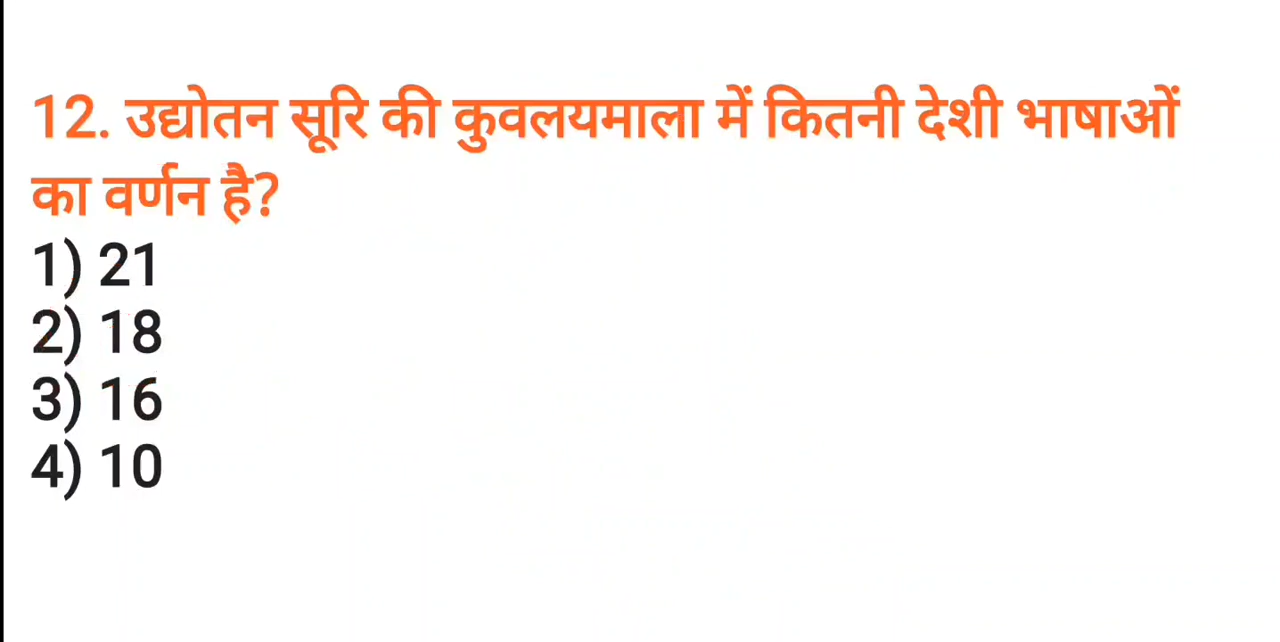 12. उद्योतन सूरि की कुवलयमाला में कितनी देशी भाषाओं
का वर्णन है?
1) 21
2) 18
3) 16
4) 10